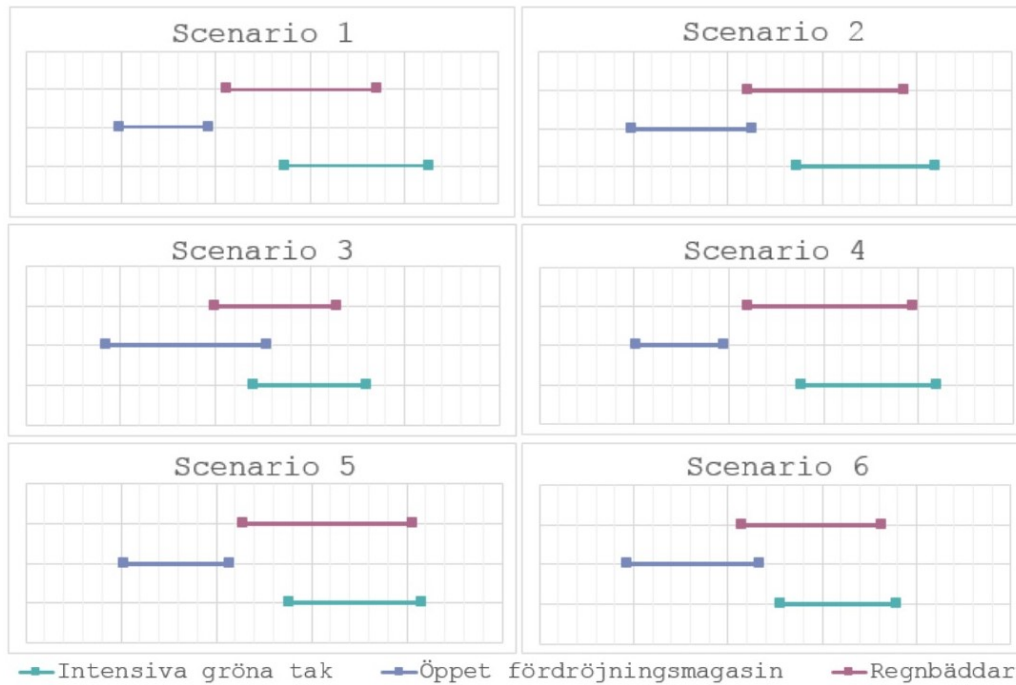 Scenario 1
Scenario 2
Scenario 3
Scenario 4
Scenario 5
Scenario 6
Intensiva gröna tak
Öppet fördröjningsmagasin
Regnbäddar